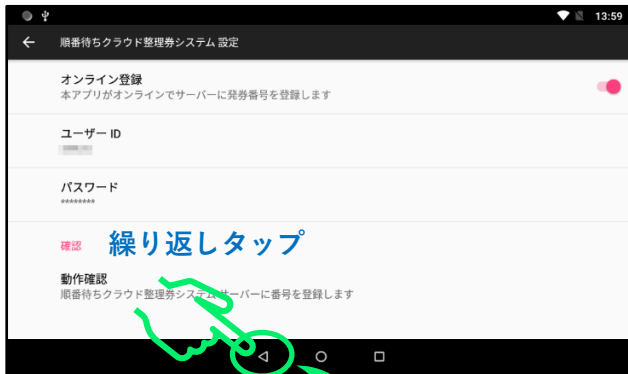 13:59
順番待ちクラウド整理券システム 設定
オンライン登録
本アプリがオンラインでサーバーに発券番号を登録します
ユーザー ID
パスワード
********
確認
繰り返しタップ
動作確認
順番待ちクラウド整理券システムサーバーに番号を登録します